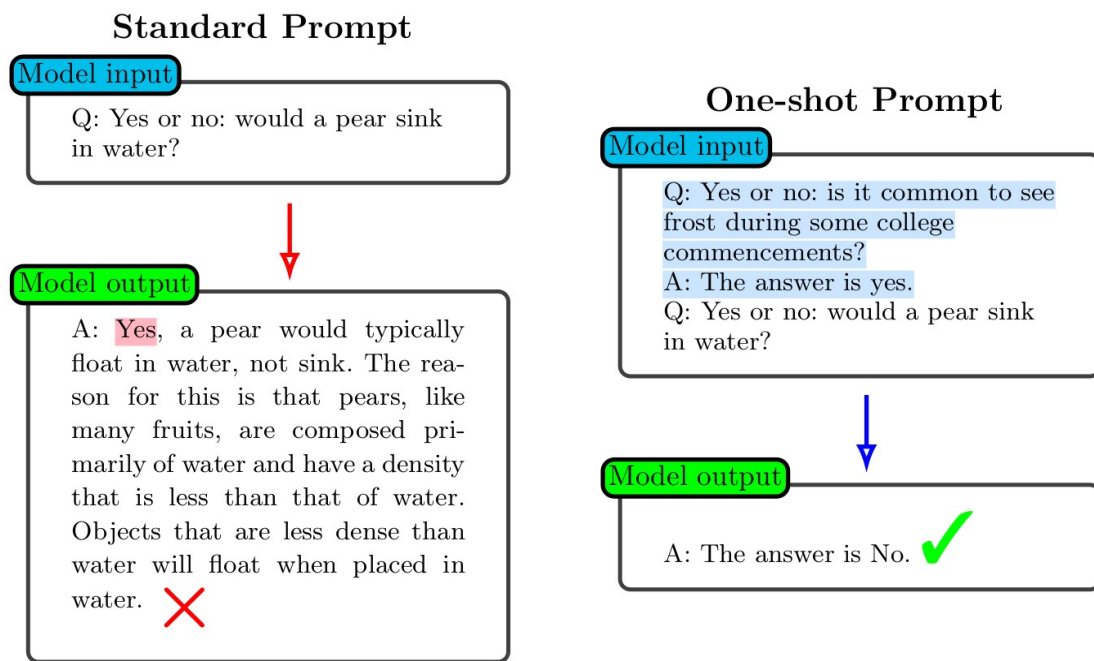 Standard Prompt
Model input
Q: Yes or no: would a pear sink
in water?
Model output
A: Yes, a pear would typically
float in water, not sink. The rea-
son for this is that pears, like
many fruits, are composed pri-
marily of water and have a density
that is less than that of water.
Objects that are less dense than
water will float when placed in
water.
One-shot Prompt
Model input
Q: Yes or no: is it common to see
frost during some college
commencements?
A: The answer is yes.
Q: Yes or no: would a pear sink
in water?
Model output
A: The answer is No.